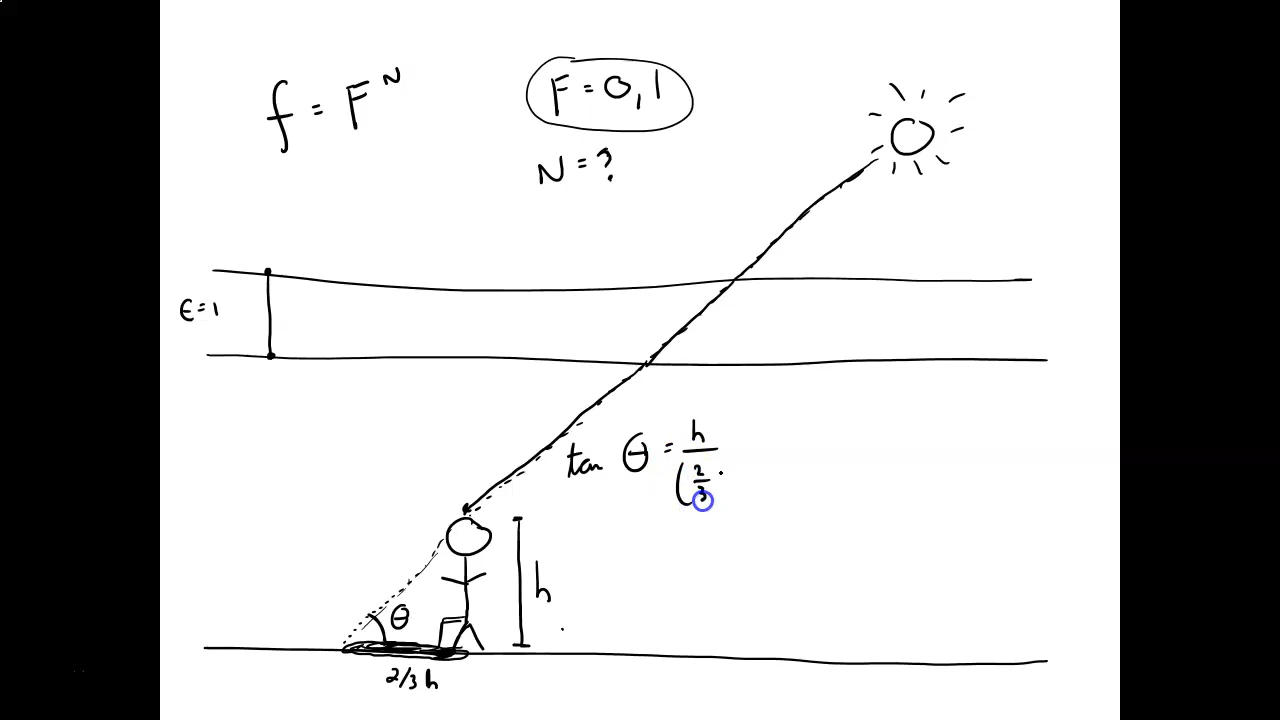 f = F^N
F = 0,1
N = ?
ϵ = 1
tan θ = h / (2/3 ·
h
θ
2/3 h